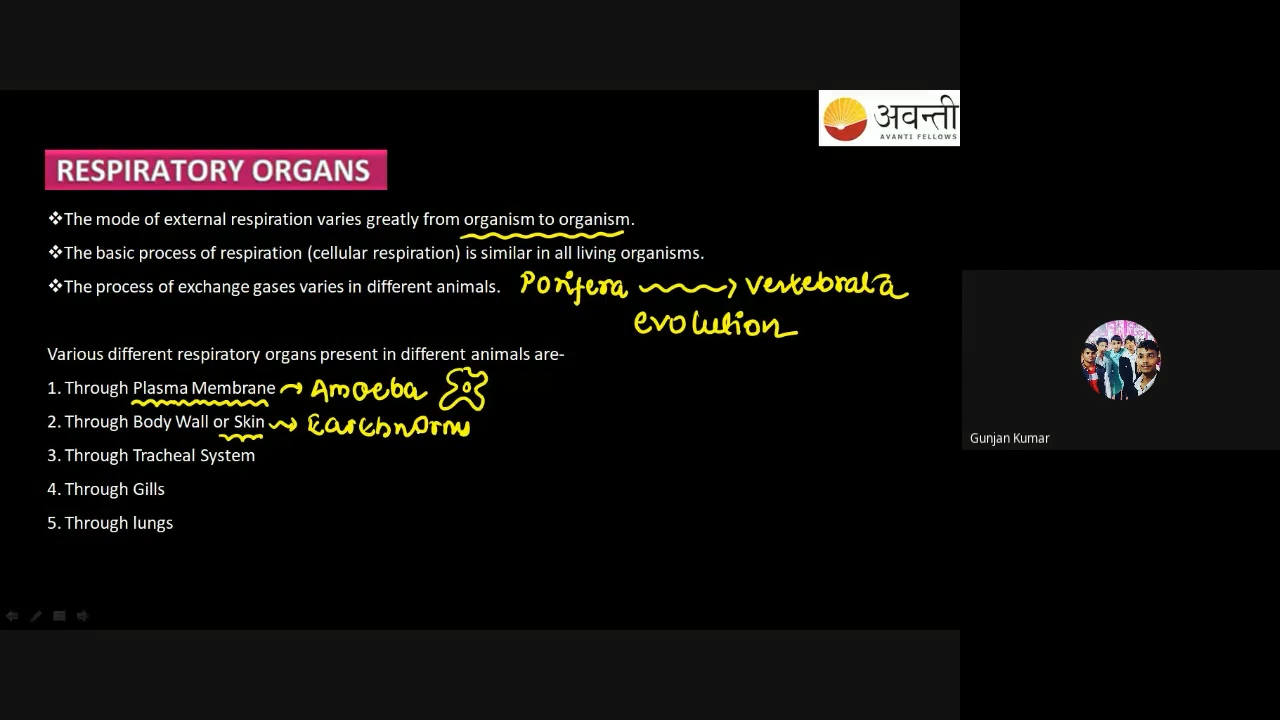 अवन्ती
AVANTI FELLOWS
RESPIRATORY ORGANS
❖The mode of external respiration varies greatly from organism to organism.
❖The basic process of respiration (cellular respiration) is similar in all living organisms.
❖The process of exchange gases varies in different animals. Porifera → vertebrata
evolution
Various different respiratory organs present in different animals are-
1. Through Plasma Membrane → Amoeba
2. Through Body Wall or Skin → Earthworms
3. Through Tracheal System
4. Through Gills
5. Through lungs
Gunjan Kumar